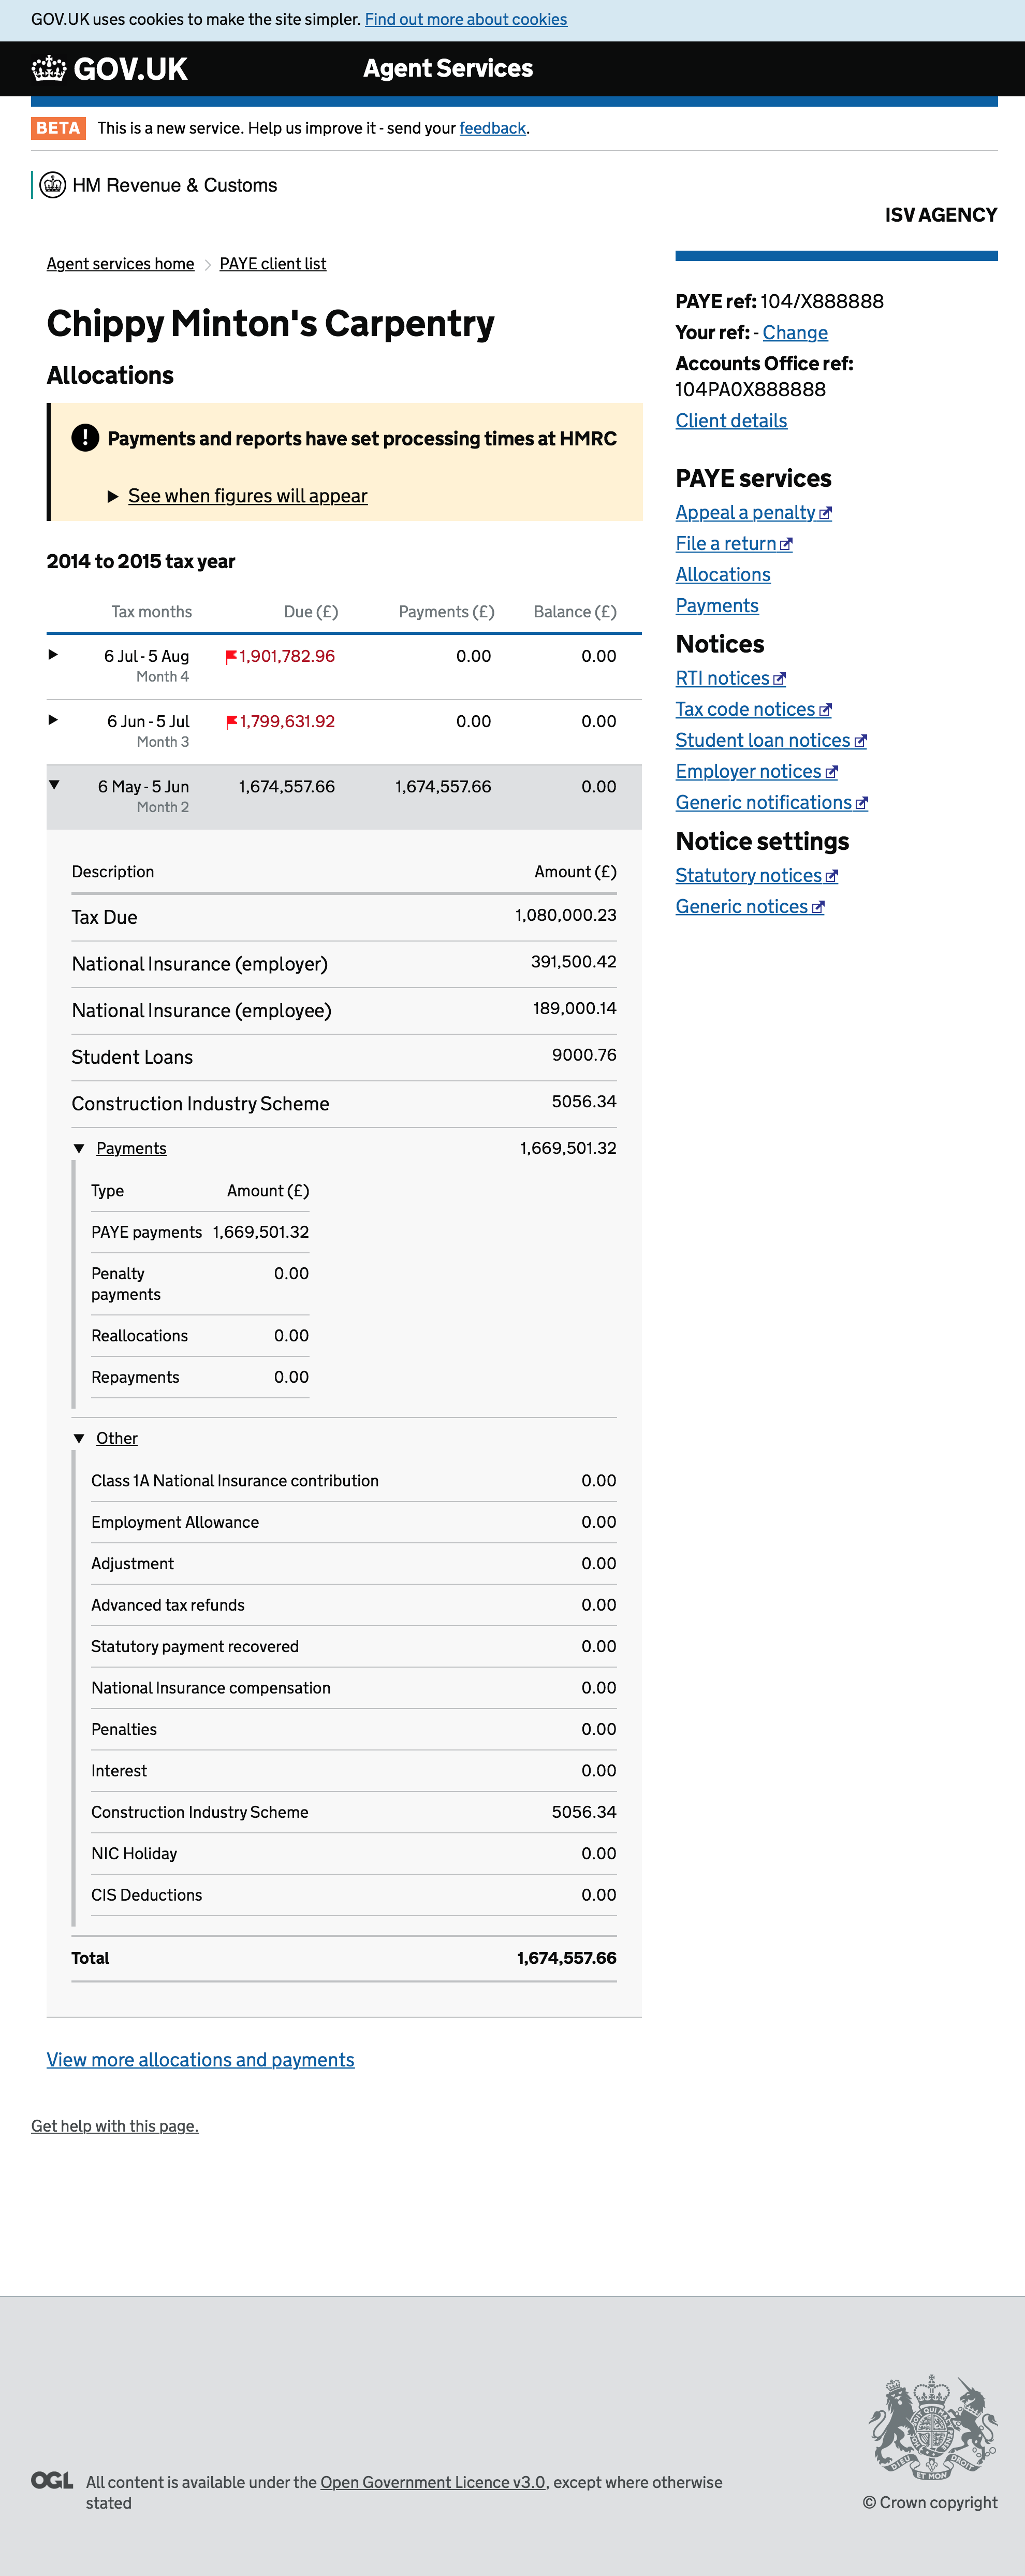 GOV.UK uses cookies to make the site simpler. Find out more about cookies
GOV.UK Agent Services
BETA This is a new service. Help us improve it - send your feedback.
HM Revenue & Customs
ISV AGENCY
Agent services home PAYE client list
Chippy Minton's Carpentry
Allocations
! Payments and reports have set processing times at HMRC
See when figures will appear
2014 to 2015 tax year
Tax months Due (£) Payments (£) Balance (£)
6 Jul - 5 Aug 1,901,782.96 0.00 0.00
Month 4
6 Jun - 5 Jul 1,799,631.92 0.00 0.00
Month 3
6 May - 5 Jun 1,674,557.66 1,674,557.66 0.00
Month 2
Description Amount (£)
Tax Due 1,080,000.23
National Insurance (employer) 391,500.42
National Insurance (employee) 189,000.14
Student Loans 9000.76
Construction Industry Scheme 5056.34
Payments 1,669,501.32
Type Amount (£)
PAYE payments 1,669,501.32
Penalty 0.00
payments
Reallocations 0.00
Repayments 0.00
Other
Class 1A National Insurance contribution 0.00
Employment Allowance 0.00
Adjustment 0.00
Advanced tax refunds 0.00
Statutory payment recovered 0.00
National Insurance compensation 0.00
Penalties 0.00
Interest 0.00
Construction Industry Scheme 5056.34
NIC Holiday 0.00
CIS Deductions 0.00
Total 1,674,557.66
View more allocations and payments
PAYE ref: 104/X888888
Your ref: - Change
Accounts Office ref:
104PA0X888888
Client details
PAYE services
Appeal a penalty
File a return
Allocations
Payments
Notices
RTI notices
Tax code notices
Student loan notices
Employer notices
Generic notifications
Notice settings
Statutory notices
Generic notices
Get help with this page.
OGL All content is available under the Open Government Licence v3.0, except where otherwise
stated
DIEU ET MON DROIT
© Crown copyright